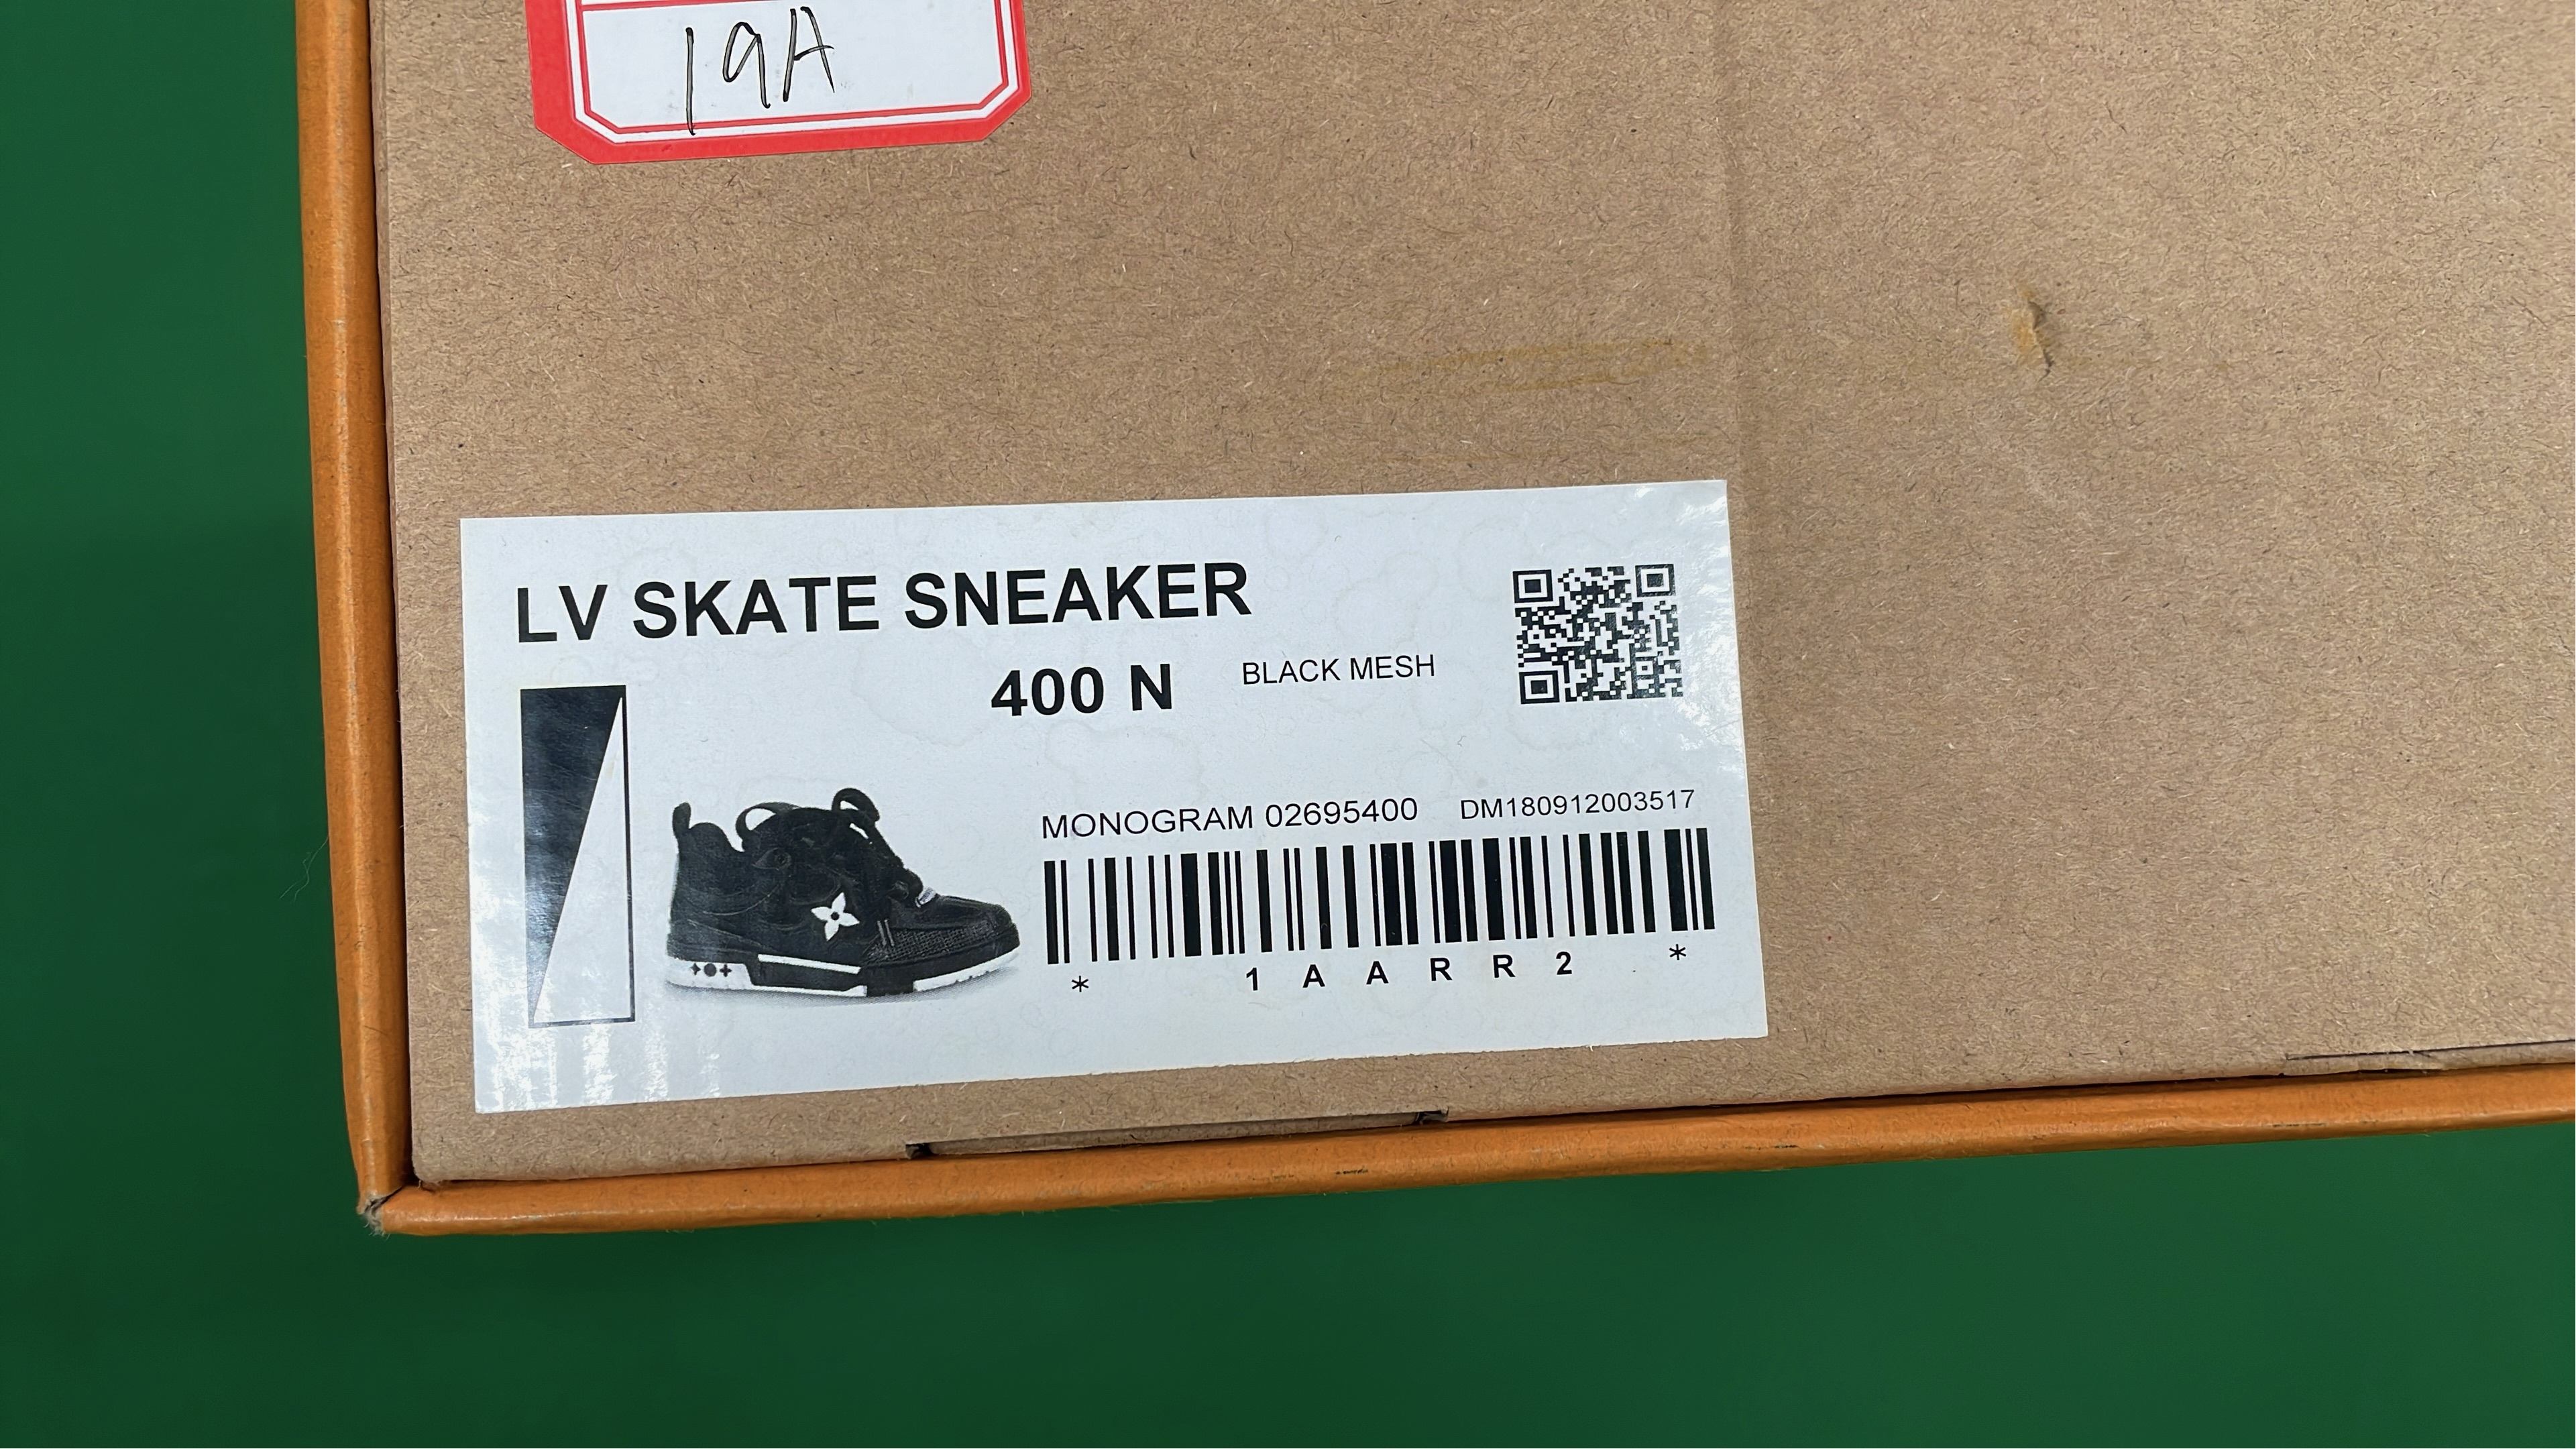 19A
LV SKATE SNEAKER
400 N BLACK MESH
MONOGRAM 02695400 DM180912003517
* 1AARR2 *